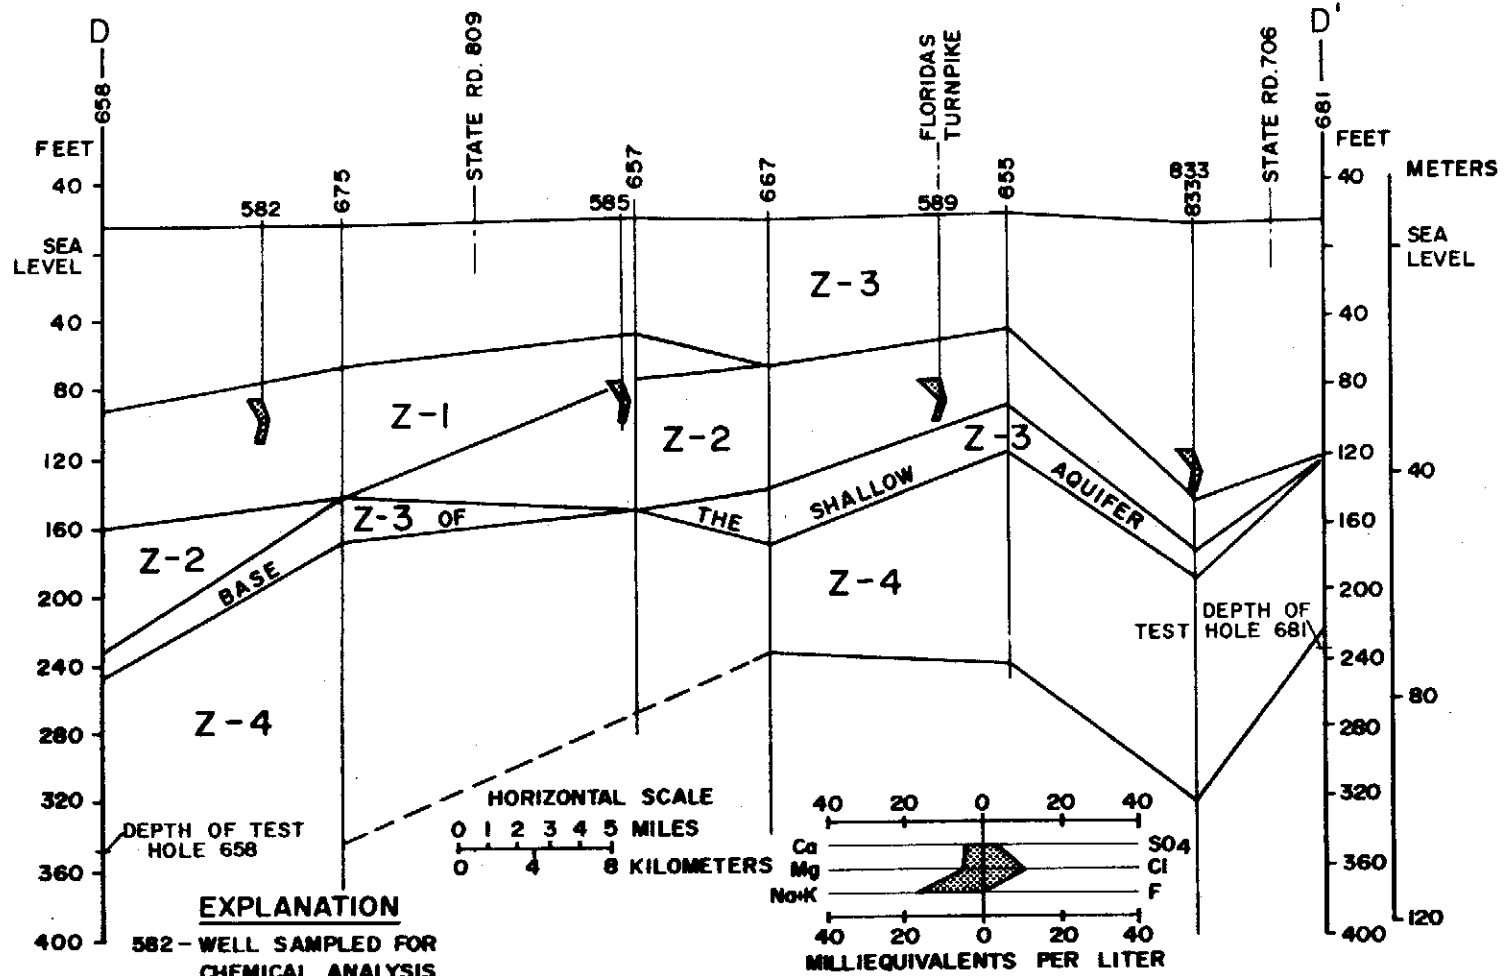 D
D'
658
STATE RD. 809
FLORIDAS
TURNPIKE
STATE RD. 706
681
FEET
FEET
METERS
40
40
582
675
585
657
667
589
655
833
833
SEA
LEVEL
SEA
LEVEL
Z-3
40
40
80
80
Z-1
Z-2
Z-3
120
120
40
160
160
Z-3 OF
THE
SHALLOW
AQUIFER
Z-2
BASE
Z-4
200
200
DEPTH OF
TEST HOLE 681
240
240
Z-4
280
280
80
320
320
HORIZONTAL SCALE
0 1 2 3 4 5 MILES
0 4 8 KILOMETERS
DEPTH OF TEST
HOLE 658
40 20 0 20 40
Ca SO4
Mg Cl
Na+K F
40 20 0 20 40
MILLIEQUIVALENTS PER LITER
360
360
400
400
120
EXPLANATION
582 - WELL SAMPLED FOR
CHEMICAL ANALYSIS